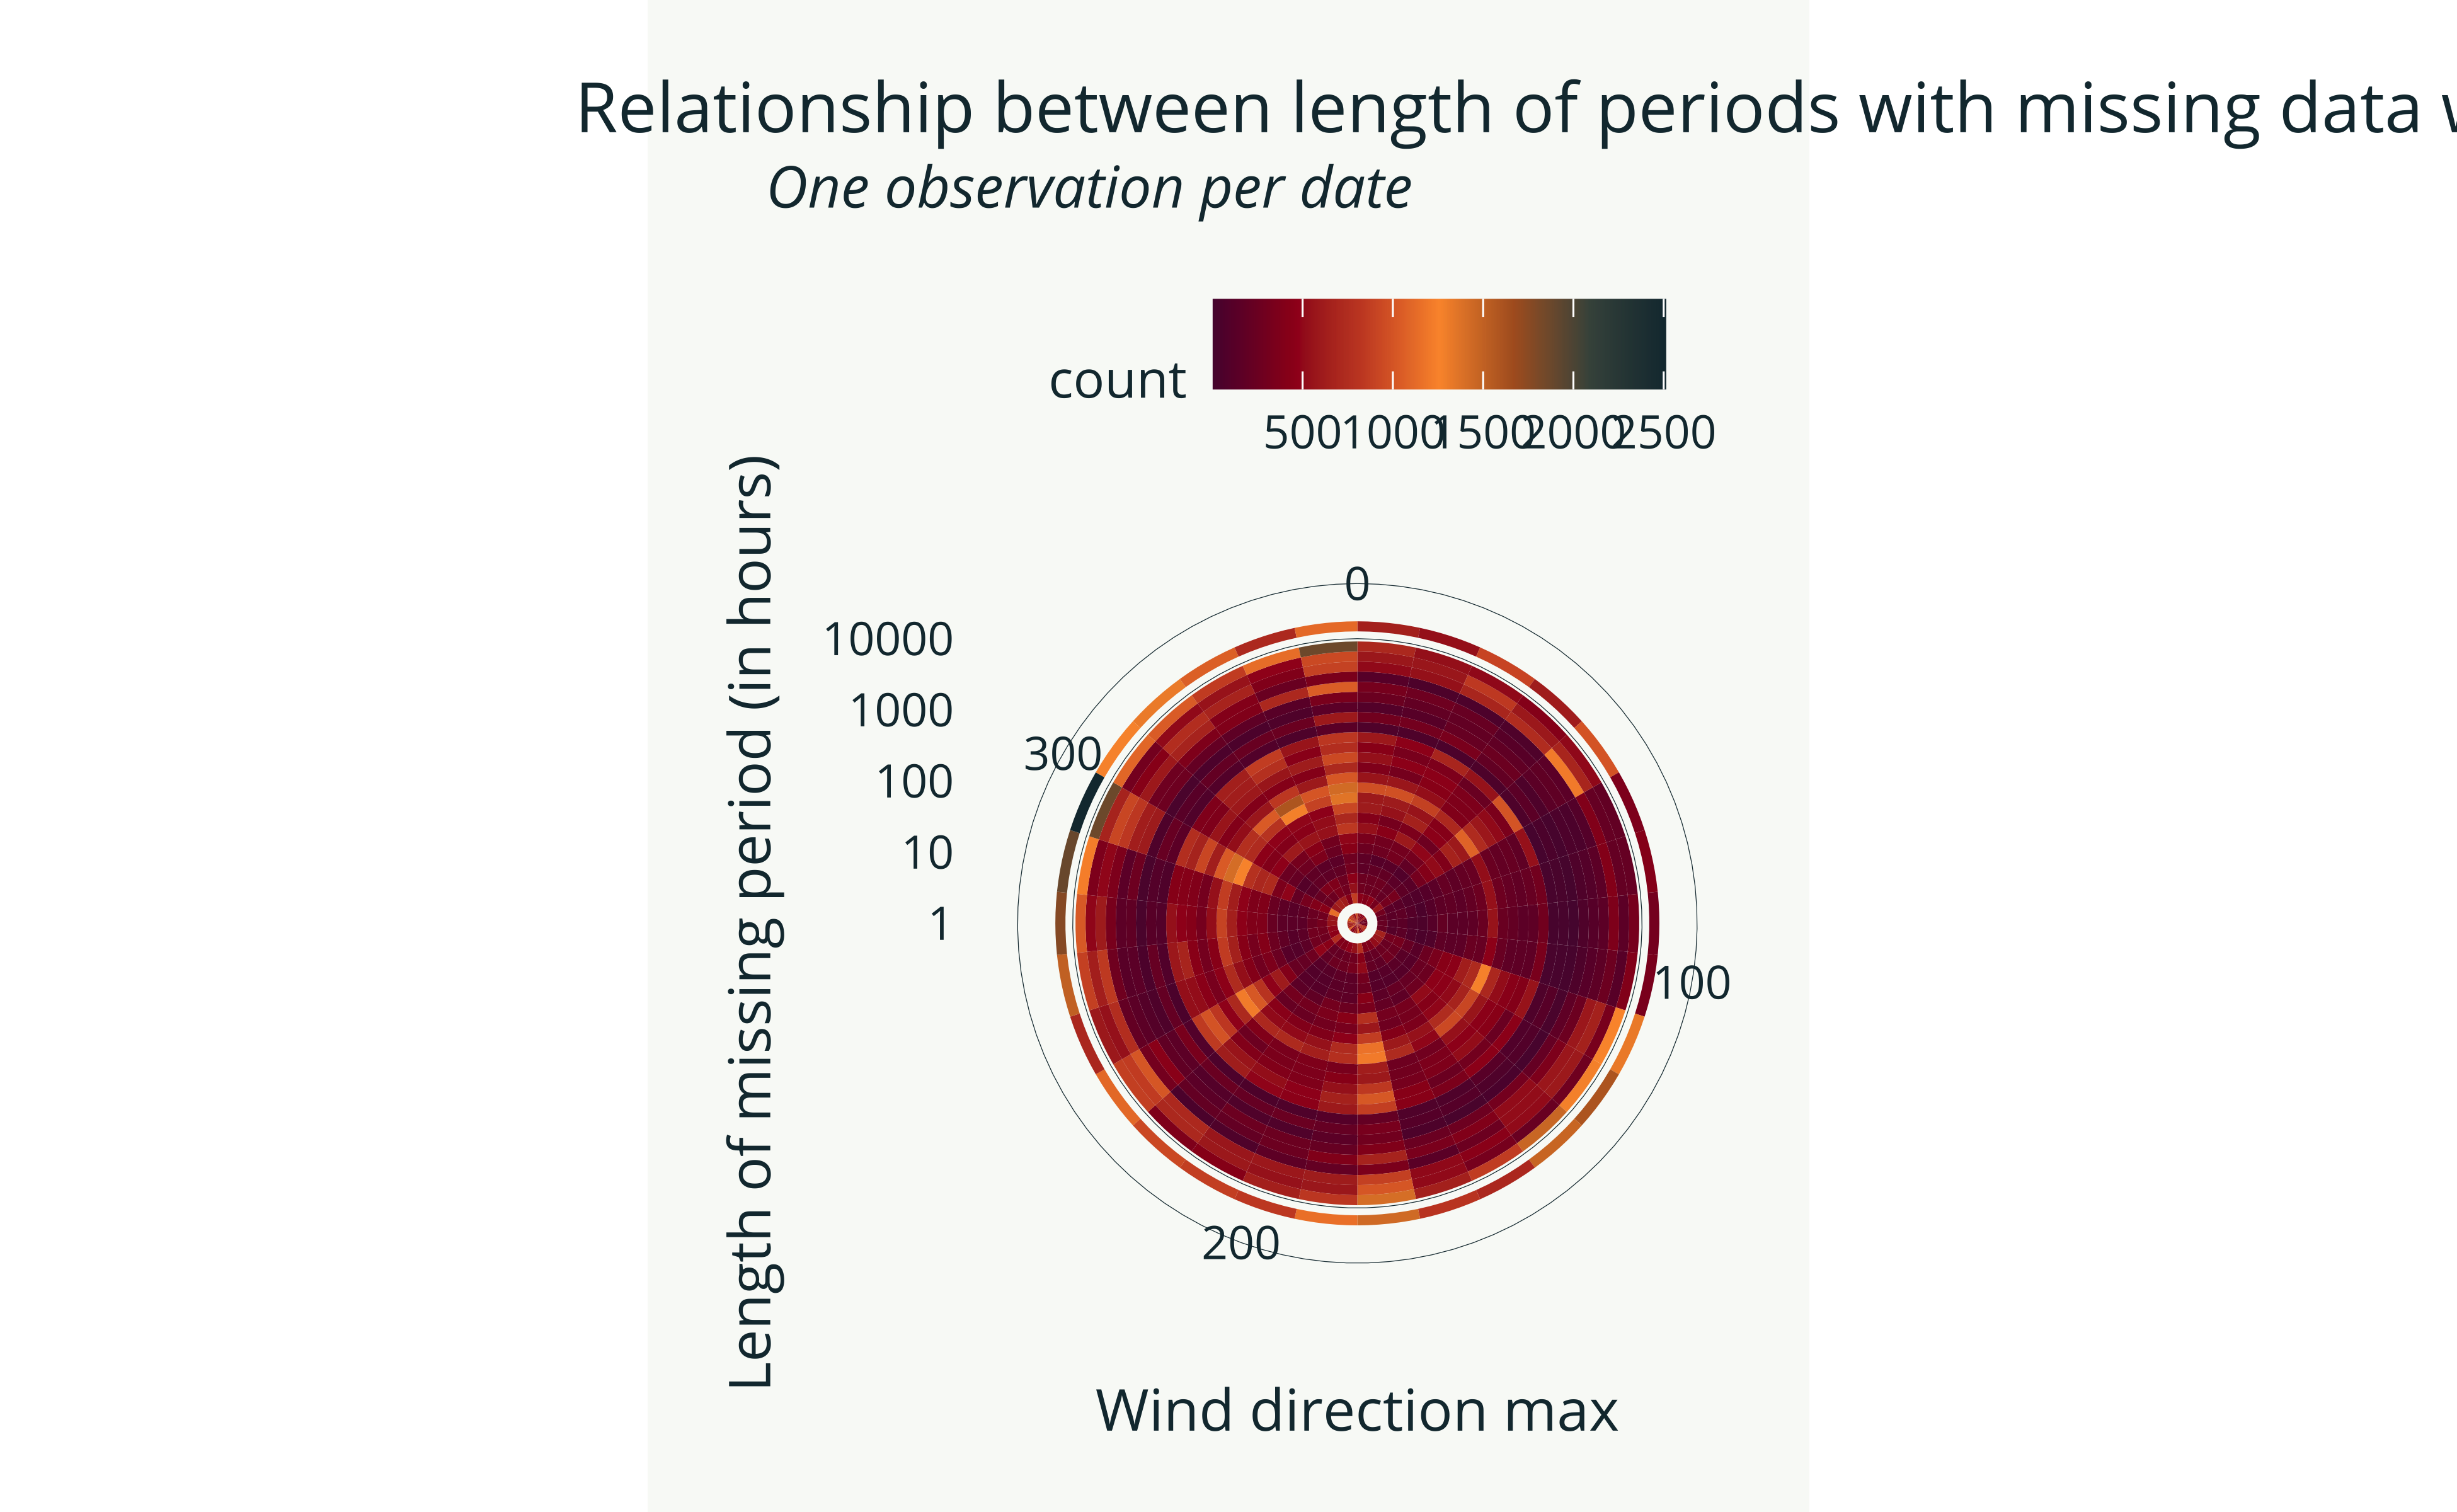 Relationship between length of periods with missing data
One observation per date
count
500 1000 1500 2000 2500
Length of missing period (in hours)
10000
1000
100
10
1
0
300
100
200
Wind direction max